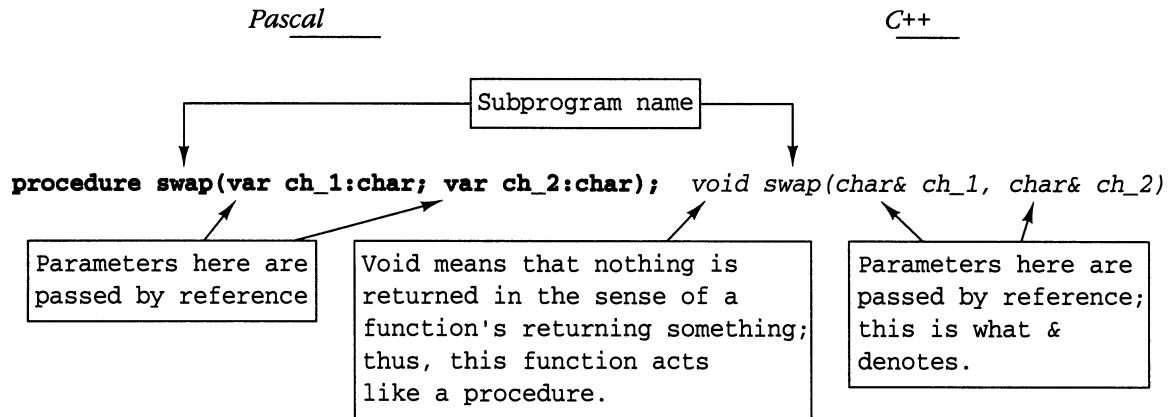 Pascal
C++
Subprogram name
procedure swap(var ch_1:char; var ch_2:char);
void swap(char& ch_1, char& ch_2)
Parameters here are
passed by reference
Void means that nothing is
returned in the sense of a
function's returning something;
thus, this function acts
like a procedure.
Parameters here are
passed by reference;
this is what &
denotes.